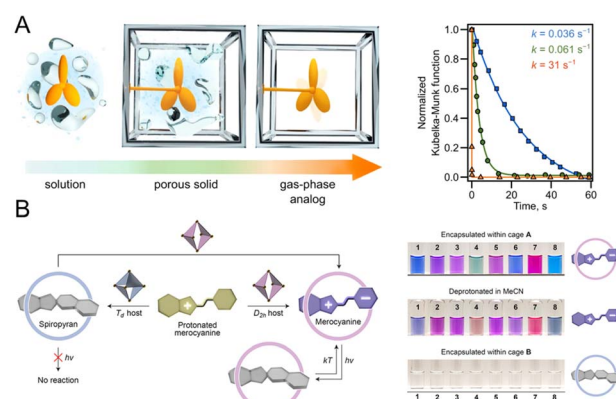 A
solution
porous solid
gas-phase
analog
Normalized
Kubelka-Munk function
1.0
0.8
0.6
0.4
0.2
0.0
k = 0.036 s⁻¹
k = 0.061 s⁻¹
k = 31 s⁻¹
0 20 40 60
Time, s
B
Spiropyran
T_d host
Protonated
merocyanine
D_2h host
Merocyanine
hv
No reaction
kT
hv
Encapsulated within cage A
1 2 3 4 5 6 7 8
Deprotonated in MeCN
1 2 3 4 5 6 7 8
Encapsulated within cage B
1 2 3 4 5 6 7 8